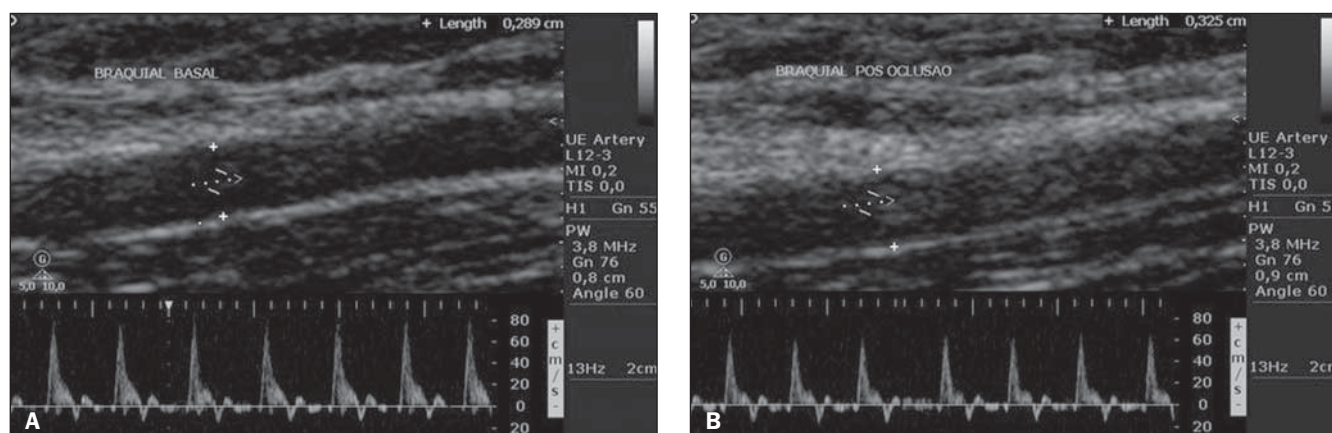 + Length 0,289 cm
BRAQUIAL BASAL
UE Artery
L12-3
MI 0,2
TIS 0,0
H1 Gn 55
PW
3,8 MHz
Gn 76
0,8 cm
Angle 60
G
5,0 10,0
80
60
40
20
0
20
+cm/s-
13Hz 2cm
A
+ Length 0,325 cm
BRAQUIAL POS OCLUSAO
UE Artery
L12-3
MI 0,2
TIS 0,0
H1 Gn 5
PW
3,8 MHz
Gn 76
0,9 cm
Angle 60
G
5,0 10,0
80
60
40
20
0
20
+cm/s-
13Hz 2c
B